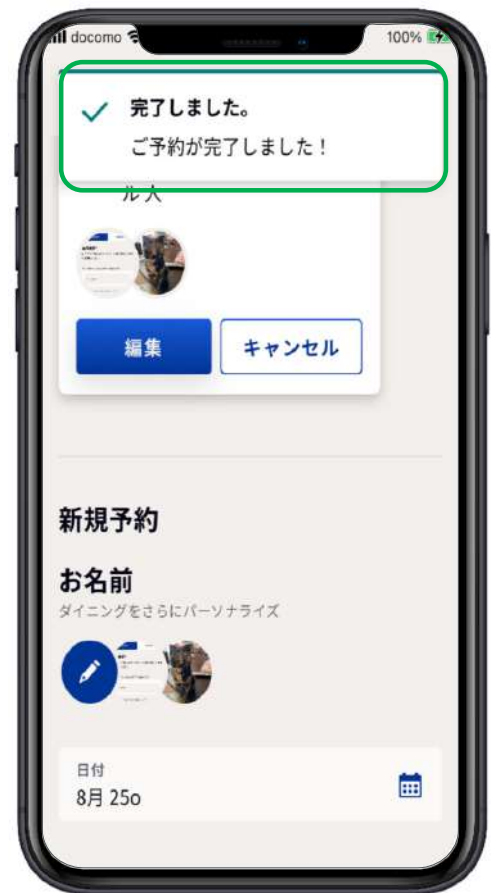 docomo
100%
完了しました。
ご予約が完了しました！
ル 人
編集
キャンセル
新規予約
お名前
ダイニングをさらにパーソナライズ
日付
8月 25o